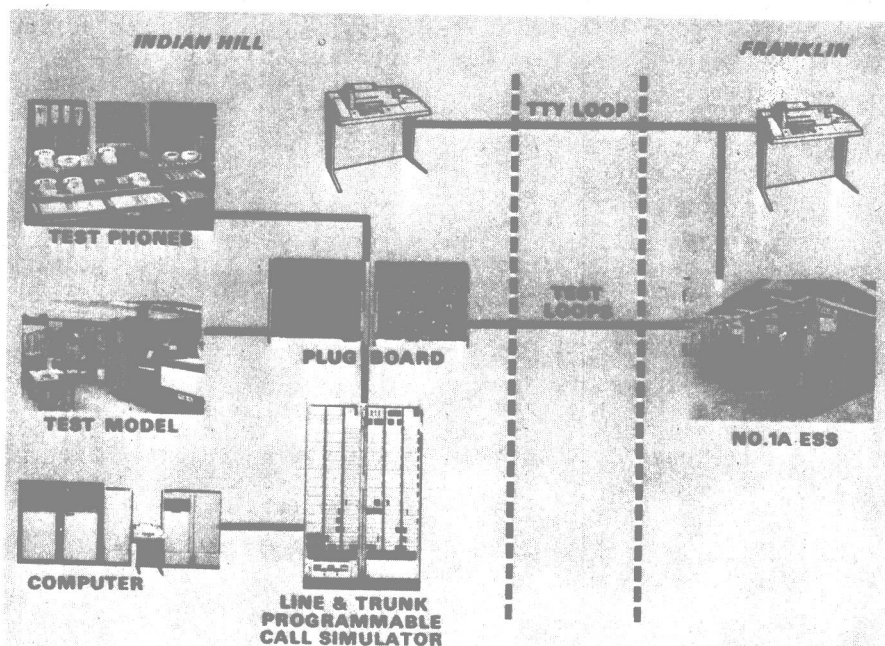 INDIAN HILL
FRANKLIN
TTY LOOP
TEST PHONES
TEST
LOOPS
PLUG BOARD
TEST MODEL
NO.1A ESS
COMPUTER
LINE & TRUNK
PROGRAMMABLE
CALL SIMULATOR